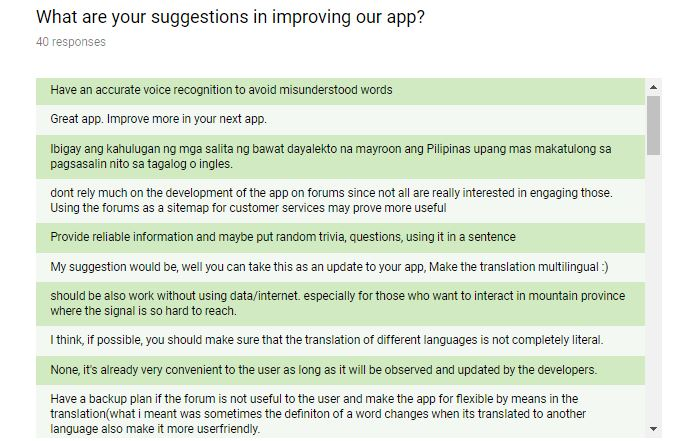 What are your suggestions in improving our app?
40 responses
Have an accurate voice recognition to avoid misunderstood words
Great app. Improve more in your next app.
Ibigay ang kahulugan ng mga salita ng bawat dayalekto na mayroon ang Pilipinas upang mas makatulong sa
pagsasalin nito sa tagalog o ingles.
dont rely much on the development of the app on forums since not all are really interested in engaging those.
Using the forums as a sitemap for customer services may prove more useful
Provide reliable information and maybe put random trivia, questions, using it in a sentence
My suggestion would be, well you can take this as an update to your app, Make the translation multilingual :)
should be also work without using data/internet. especially for those who want to interact in mountain province
where the signal is so hard to reach.
I think, if possible, you should make sure that the translation of different languages is not completely literal.
None, it's already very convenient to the user as long as it will be observed and updated by the developers.
Have a backup plan if the forum is not useful to the user and make the app for flexible by means in the
translation(what i meant was sometimes the definiton of a word changes when its translated to another
language also make it more userfriendly.